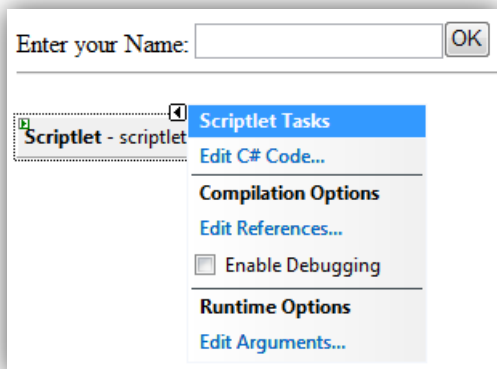 Enter your Name: OK
Scriptlet - scriptlet
Scriptlet Tasks
Edit C# Code...
Compilation Options
Edit References...
Enable Debugging
Runtime Options
Edit Arguments...